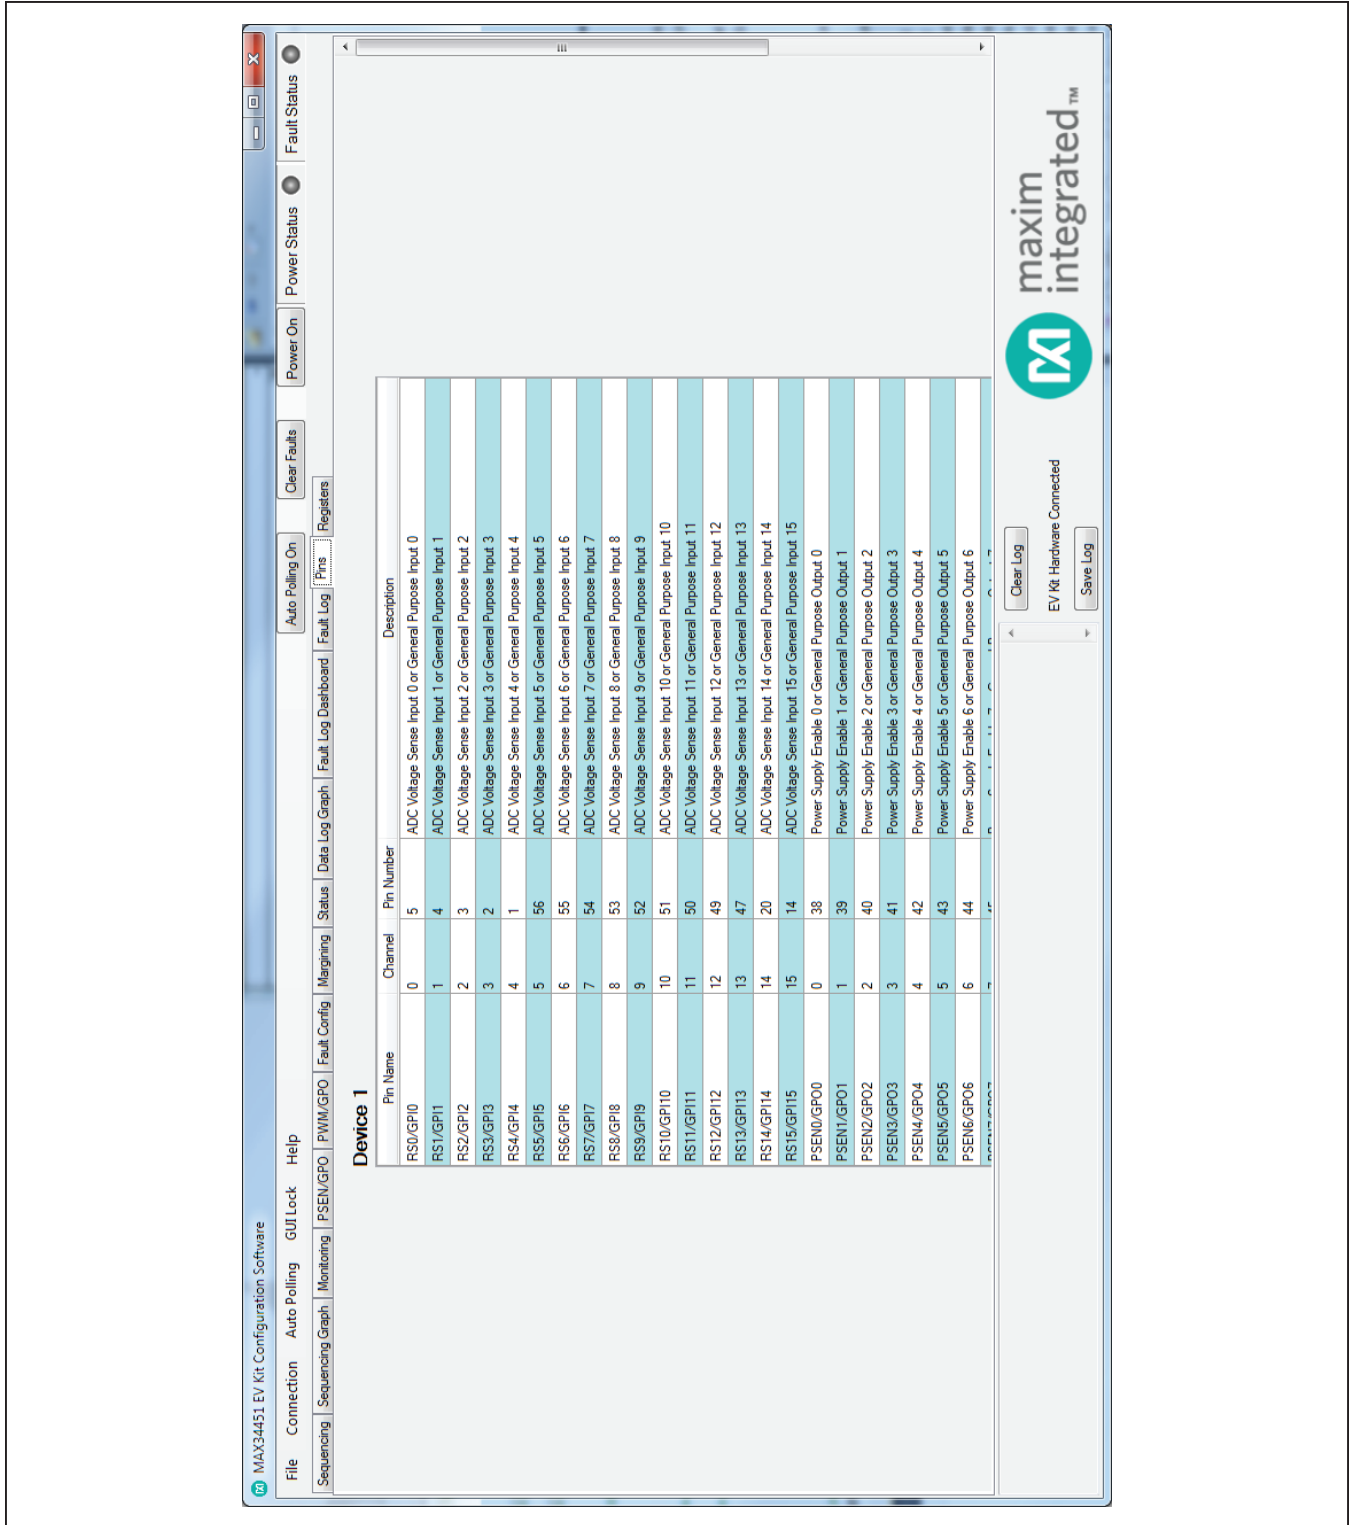 MAX34451 EV Kit Configuration Software
File Connection Auto Polling GUI Lock Help Auto Polling On Clear Faults Power On Power Status Fault Status
Sequencing Sequencing Graph Monitoring PSEN/GPO PWM/GPO Fault Config Margining Status Data Log Graph Fault Log Dashboard Fault Log Pins Registers
Device 1
Pin Name Channel Pin Number Description
RS0/GPI0 0 5 ADC Voltage Sense Input 0 or General Purpose Input 0
RS1/GPI1 1 4 ADC Voltage Sense Input 1 or General Purpose Input 1
RS2/GPI2 2 3 ADC Voltage Sense Input 2 or General Purpose Input 2
RS3/GPI3 3 2 ADC Voltage Sense Input 3 or General Purpose Input 3
RS4/GPI4 4 1 ADC Voltage Sense Input 4 or General Purpose Input 4
RS5/GPI5 5 56 ADC Voltage Sense Input 5 or General Purpose Input 5
RS6/GPI6 6 55 ADC Voltage Sense Input 6 or General Purpose Input 6
RS7/GPI7 7 54 ADC Voltage Sense Input 7 or General Purpose Input 7
RS8/GPI8 8 53 ADC Voltage Sense Input 8 or General Purpose Input 8
RS9/GPI9 9 52 ADC Voltage Sense Input 9 or General Purpose Input 9
RS10/GPI10 10 51 ADC Voltage Sense Input 10 or General Purpose Input 10
RS11/GPI11 11 50 ADC Voltage Sense Input 11 or General Purpose Input 11
RS12/GPI12 12 49 ADC Voltage Sense Input 12 or General Purpose Input 12
RS13/GPI13 13 47 ADC Voltage Sense Input 13 or General Purpose Input 13
RS14/GPI14 14 20 ADC Voltage Sense Input 14 or General Purpose Input 14
RS15/GPI15 15 14 ADC Voltage Sense Input 15 or General Purpose Input 15
PSEN0/GPO0 0 38 Power Supply Enable 0 or General Purpose Output 0
PSEN1/GPO1 1 39 Power Supply Enable 1 or General Purpose Output 1
PSEN2/GPO2 2 40 Power Supply Enable 2 or General Purpose Output 2
PSEN3/GPO3 3 41 Power Supply Enable 3 or General Purpose Output 3
PSEN4/GPO4 4 42 Power Supply Enable 4 or General Purpose Output 4
PSEN5/GPO5 5 43 Power Supply Enable 5 or General Purpose Output 5
PSEN6/GPO6 6 44 Power Supply Enable 6 or General Purpose Output 6
Clear Log
EV Kit Hardware Connected
Save Log
maxim
integrated™